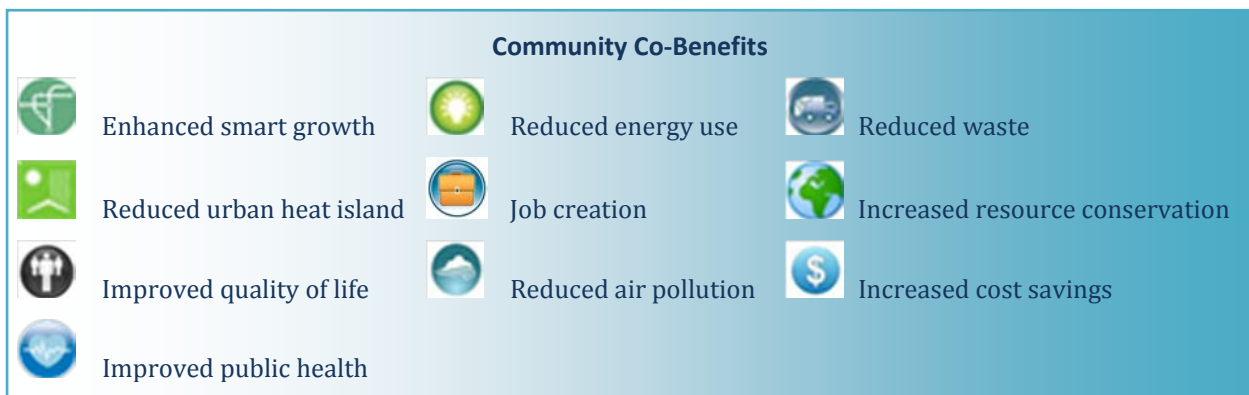 Community Co-Benefits
Enhanced smart growth
Reduced energy use
Reduced waste
Reduced urban heat island
Job creation
Increased resource conservation
Improved quality of life
Reduced air pollution
$
Increased cost savings
Improved public health